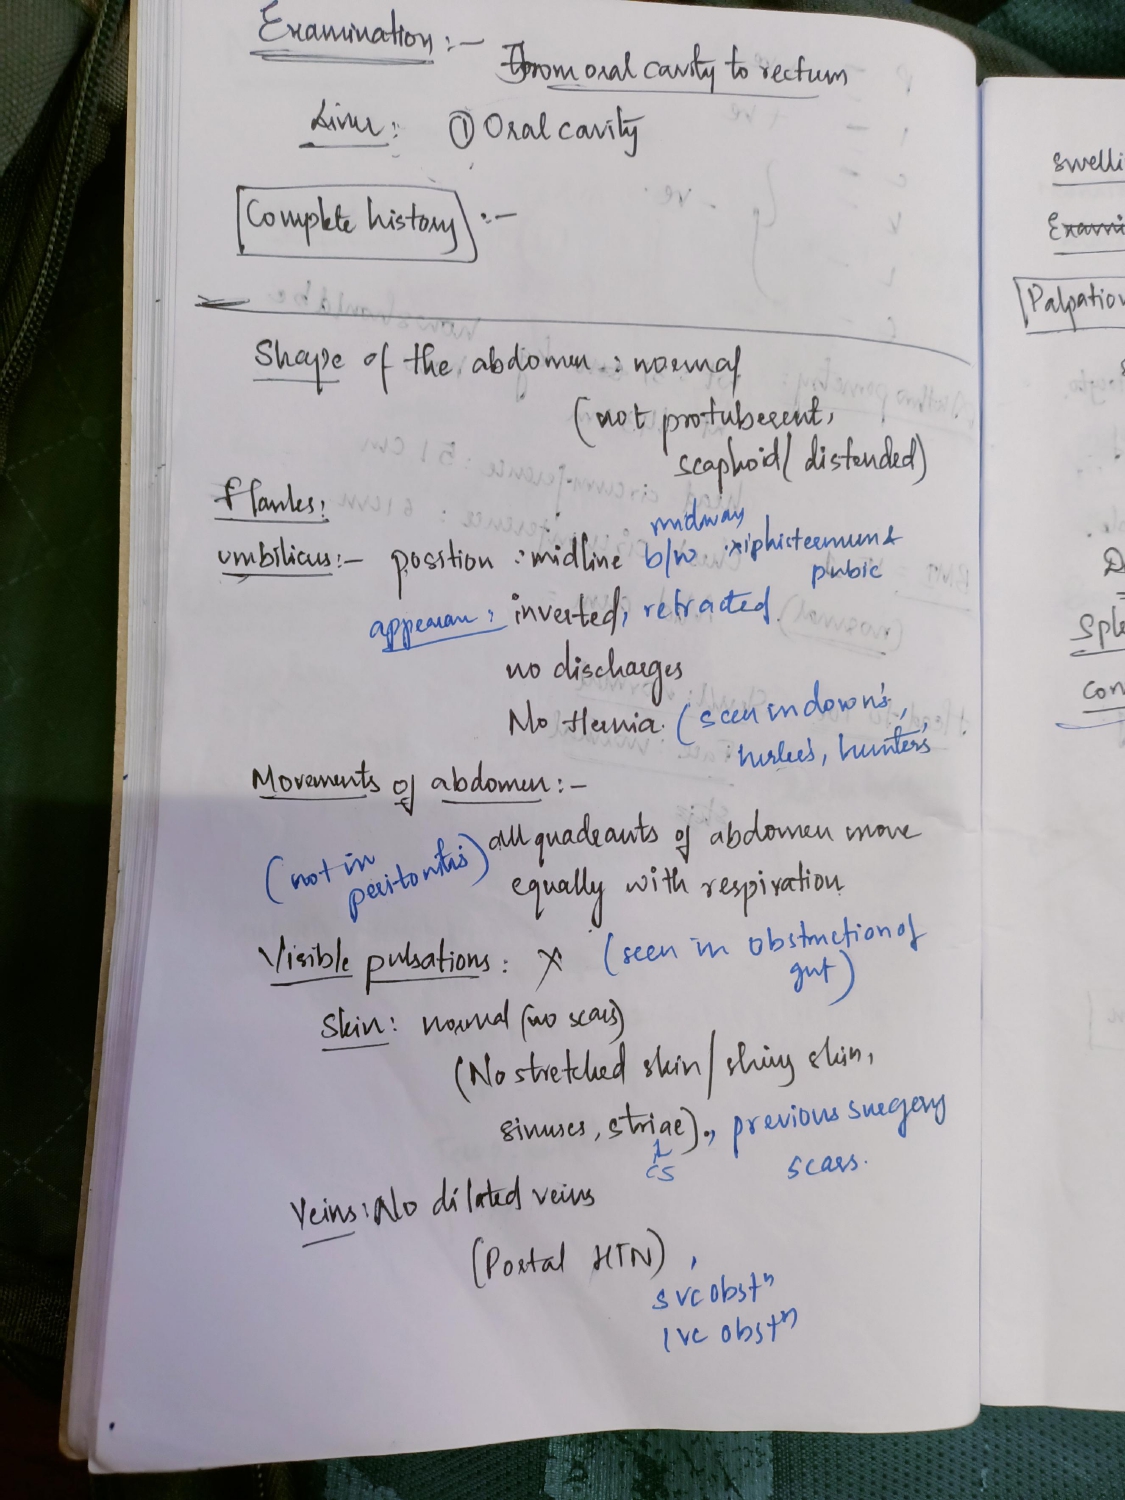 Examination :-
From oral cavity to rectum
Liver: ① Oral cavity
Complete history :-
Shape of the abdomen : normal
(not protuberent,
scaphoid/ distended)
Flanks:
midway
umbilicus:- position : midline b/w xiphisternum &
pubic
appearan : inverted, retracted
no discharges
No Hernia. (seen in down's,
hurler's, hunter's
Movements of abdomen :-
(not in peritonitis) all quadrants of abdomen move
equally with respiration
Visible pulsations : X (seen in obstruction of
gut)
Skin: normal (no scars)
(No stretched skin / shiny skin,
sinuses, striae)., previous surgery
↓
CS scars.
Veins: No dilated veins
(Portal HTN) ,
SVC obstⁿ
IVC obstⁿ
swelli
Exami
Palpation
Sple
con